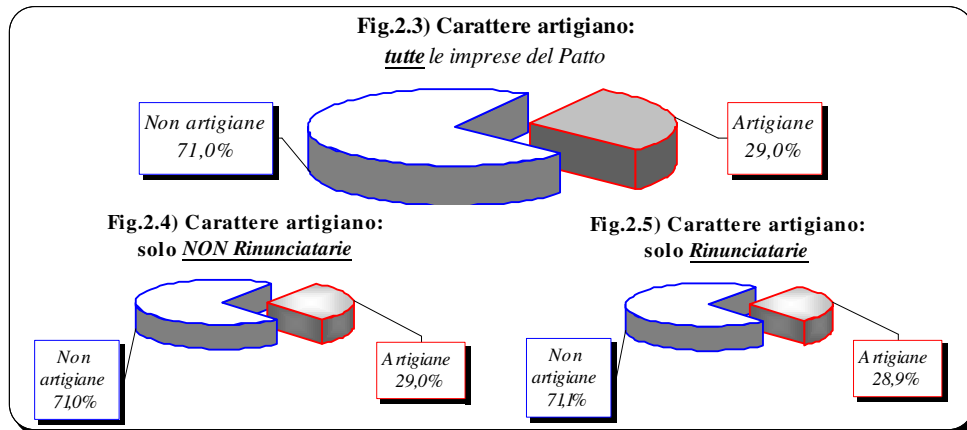 Fig.2.3) Carattere artigiano:
tutte le imprese del Patto
Non artigiane
71,0%
Artigiane
29,0%
Fig.2.4) Carattere artigiano:
solo NON Rinunciatarie
Non
artigiane
71,0%
Artigiane
29,0%
Fig.2.5) Carattere artigiano:
solo Rinunciatarie
Non
artigiane
71,1%
Artigiane
28,9%